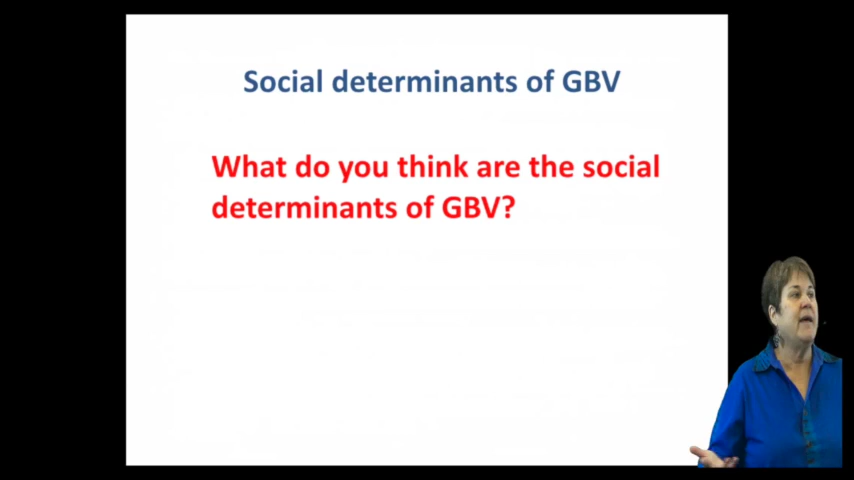 Social determinants of GBV
What do you think are the social
determinants of GBV?